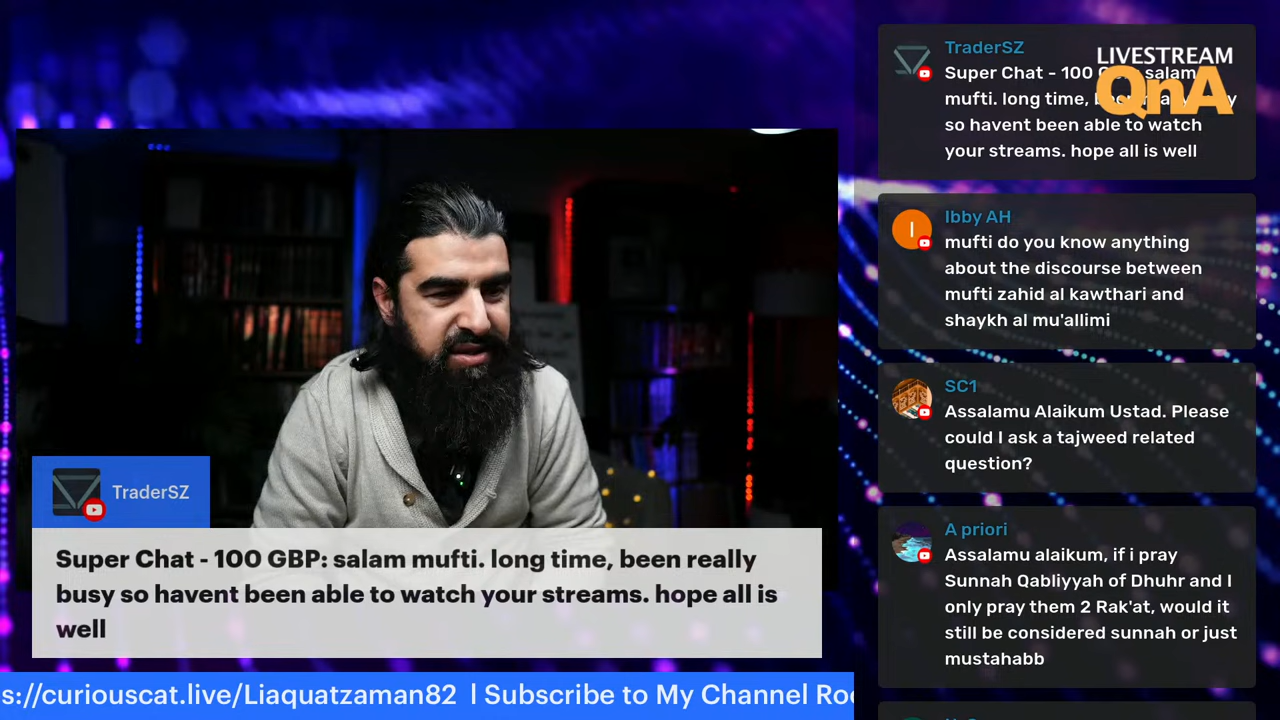 TraderSZ
Super Chat - 100 GBP: salam mufti. long time, been really
busy so havent been able to watch your streams. hope all is
well
s://curiouscat.live/Liaquatzaman82 | Subscribe to My Channel Roo
LIVESTREAM
QnA
TraderSZ
Super Chat - 100 salam
mufti. long time,
so havent been able to watch
your streams. hope all is well
Ibby AH
I
mufti do you know anything
about the discourse between
mufti zahid al kawthari and
shaykh al mu'allimi
SC1
Assalamu Alaikum Ustad. Please
could I ask a tajweed related
question?
A priori
Assalamu alaikum, if i pray
Sunnah Qabliyyah of Dhuhr and I
only pray them 2 Rak'at, would it
still be considered sunnah or just
mustahabb